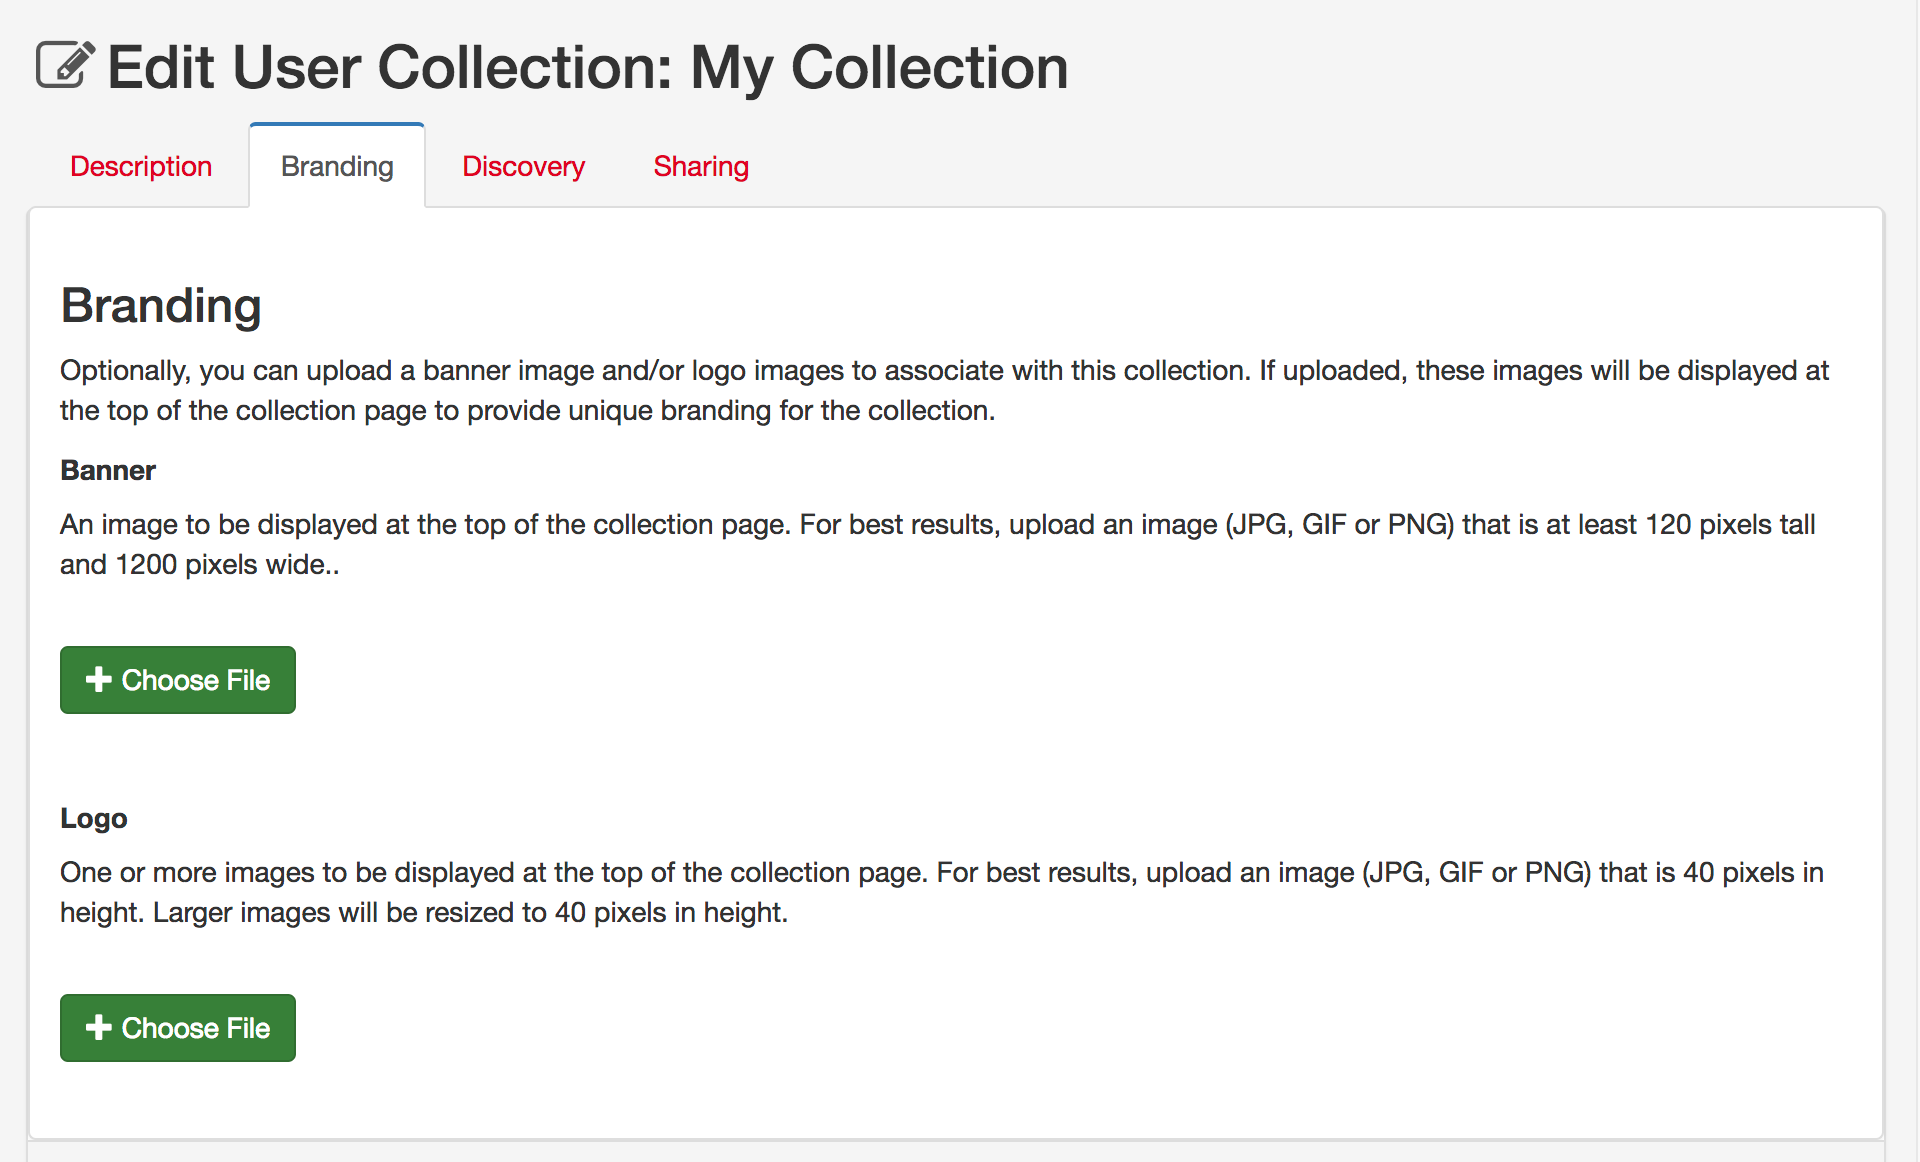 Edit User Collection: My Collection
Description Branding Discovery Sharing
Branding
Optionally, you can upload a banner image and/or logo images to associate with this collection. If uploaded, these images will be displayed at
the top of the collection page to provide unique branding for the collection.
Banner
An image to be displayed at the top of the collection page. For best results, upload an image (JPG, GIF or PNG) that is at least 120 pixels tall
and 1200 pixels wide..
Choose File
Logo
One or more images to be displayed at the top of the collection page. For best results, upload an image (JPG, GIF or PNG) that is 40 pixels in
height. Larger images will be resized to 40 pixels in height.
Choose File